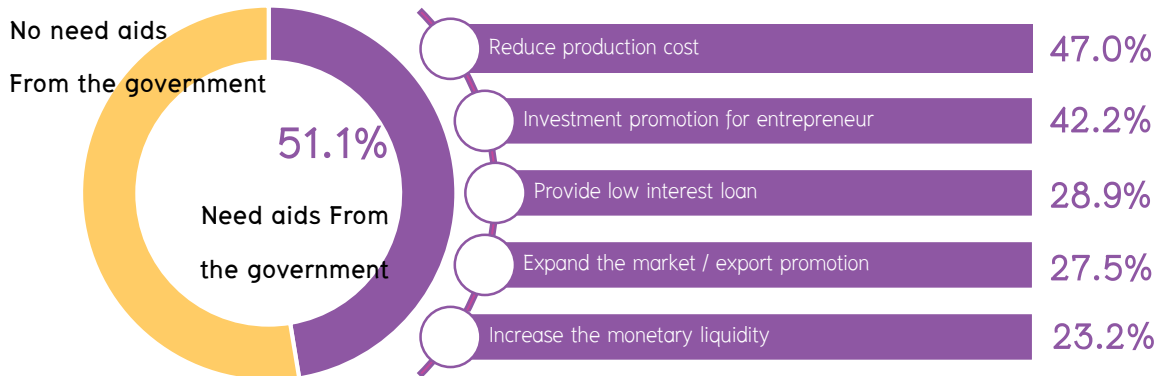 No need aids
From the government
51.1%
Need aids From
the government
Reduce production cost
47.0%
Investment promotion for entrepreneur
42.2%
Provide low interest loan
28.9%
Expand the market / export promotion
27.5%
Increase the monetary liquidity
23.2%